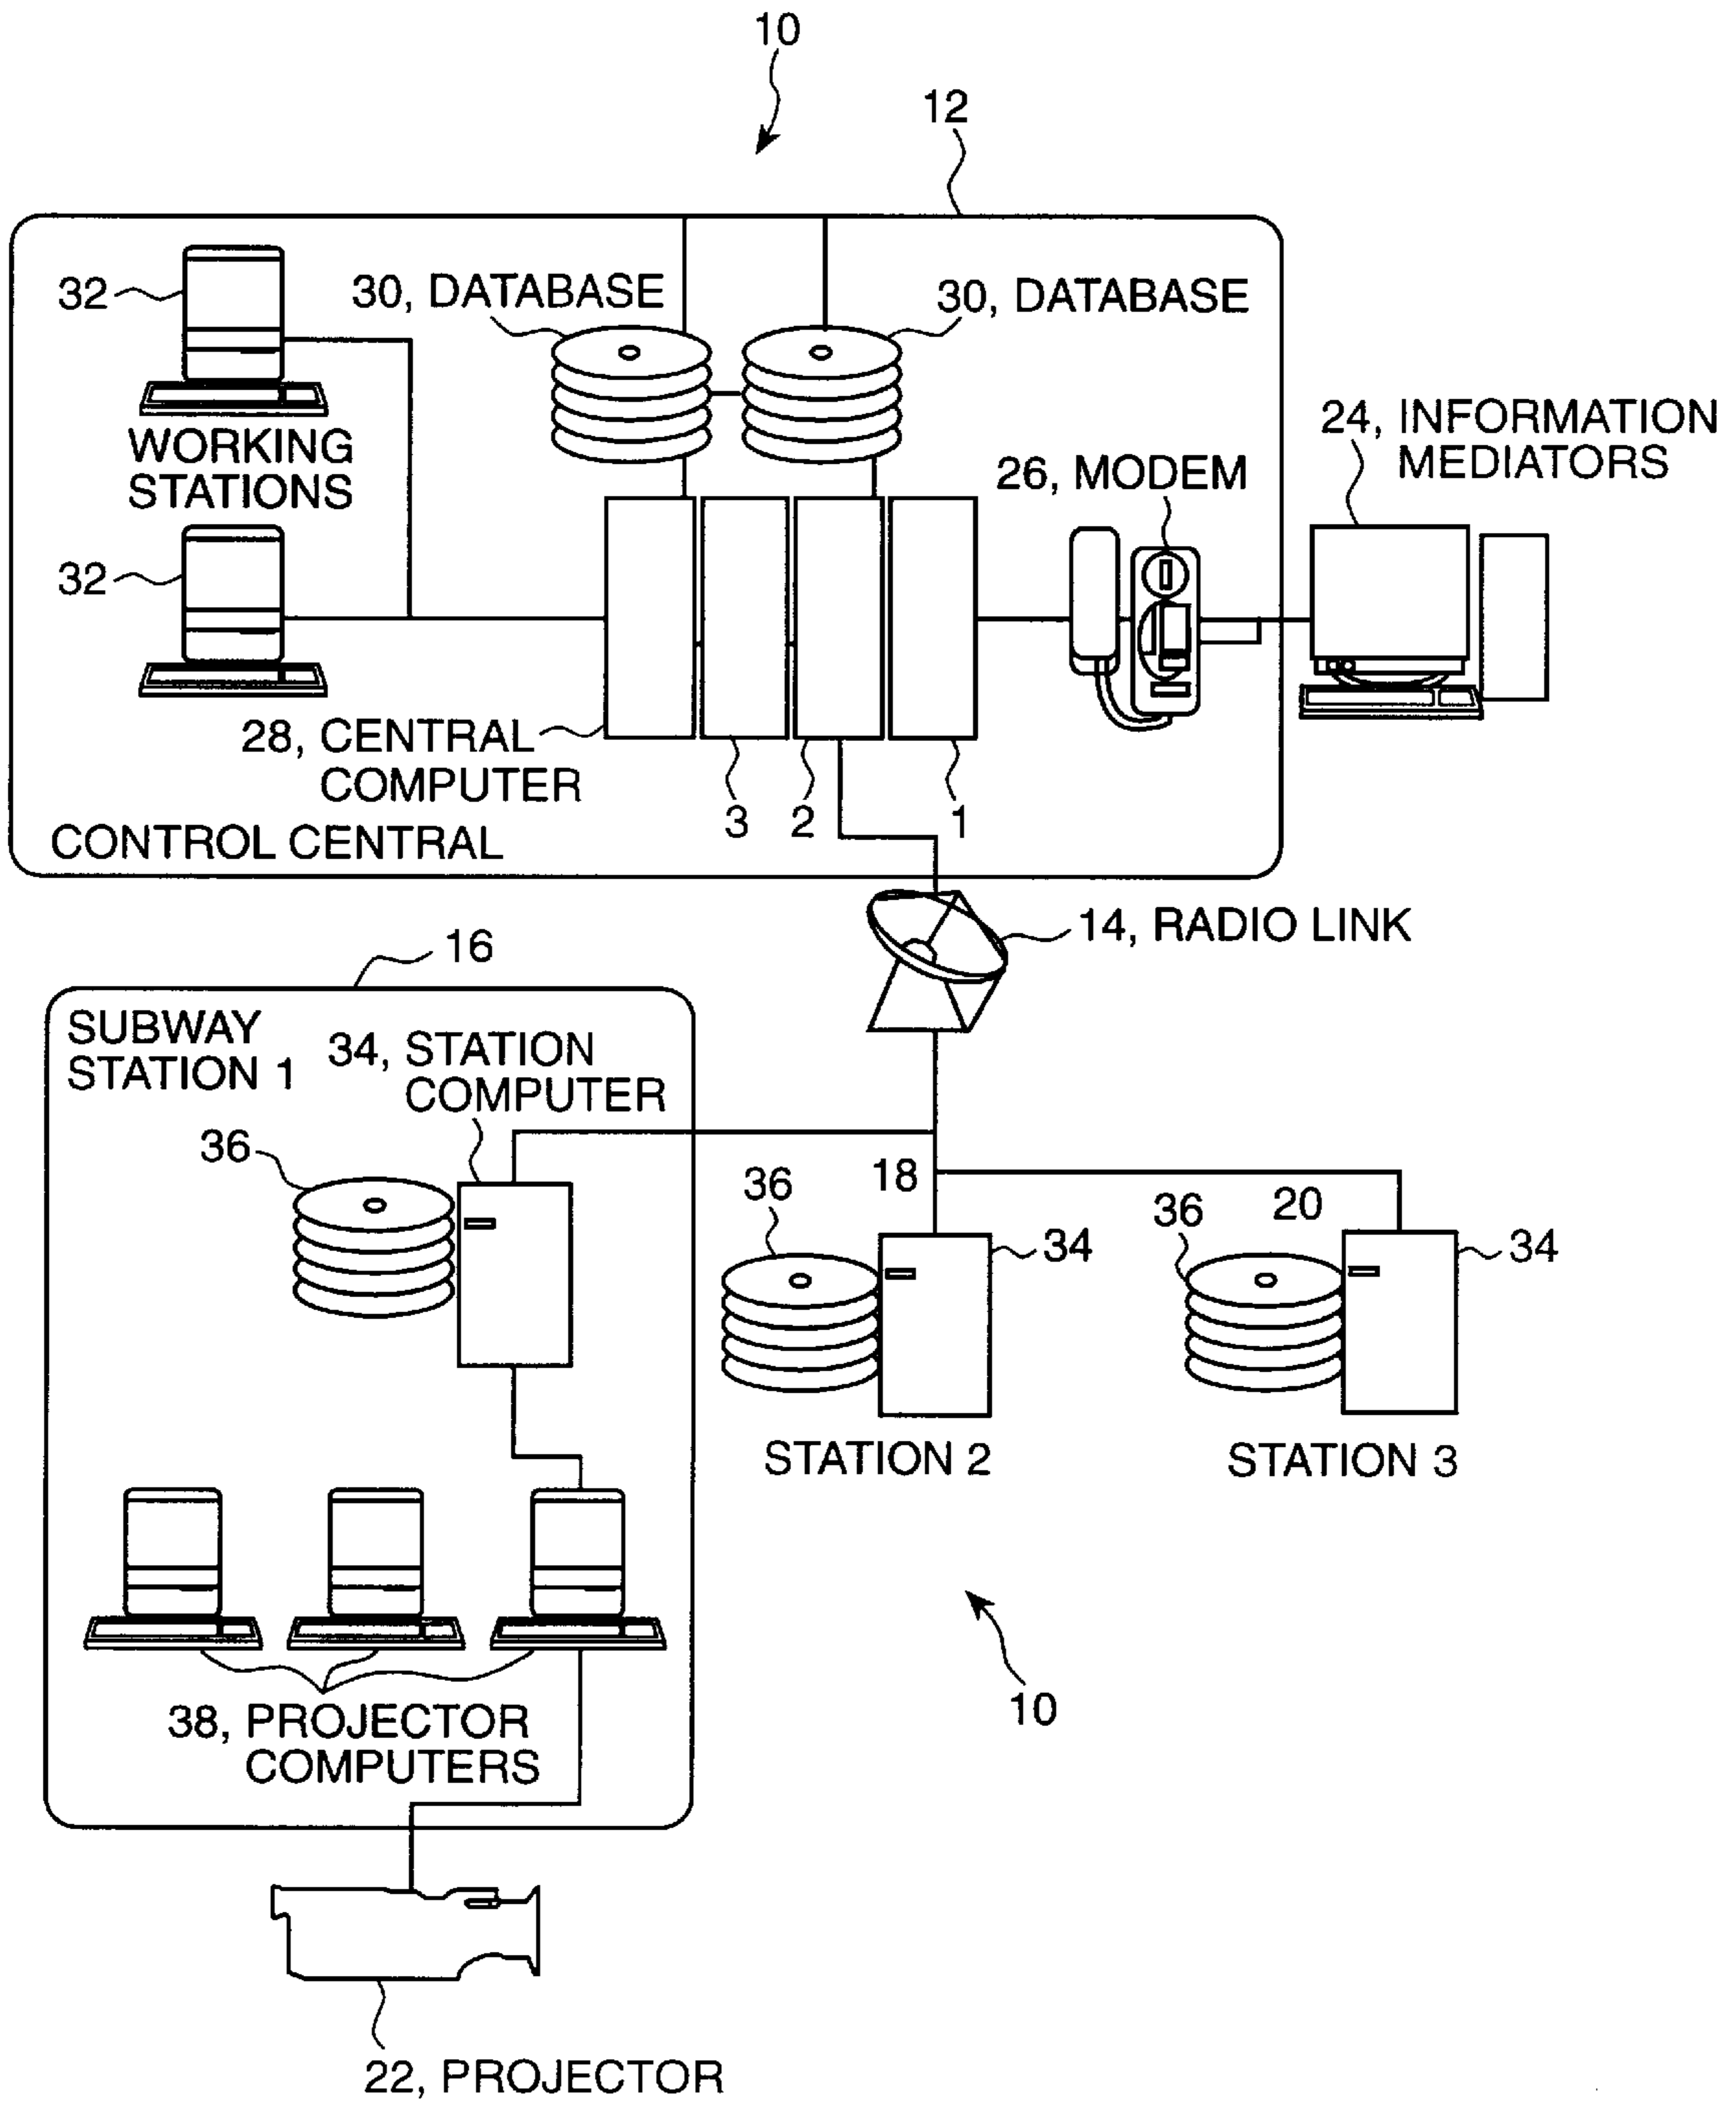 10
12
32
30, DATABASE
30, DATABASE
WORKING
STATIONS
24, INFORMATION
MEDIATORS
26, MODEM
32
28, CENTRAL
COMPUTER
3
2
1
CONTROL CENTRAL
14, RADIO LINK
16
SUBWAY
STATION 1
34, STATION
COMPUTER
36
18
36
20
36
34
34
STATION 2
STATION 3
38, PROJECTOR
COMPUTERS
10
22, PROJECTOR